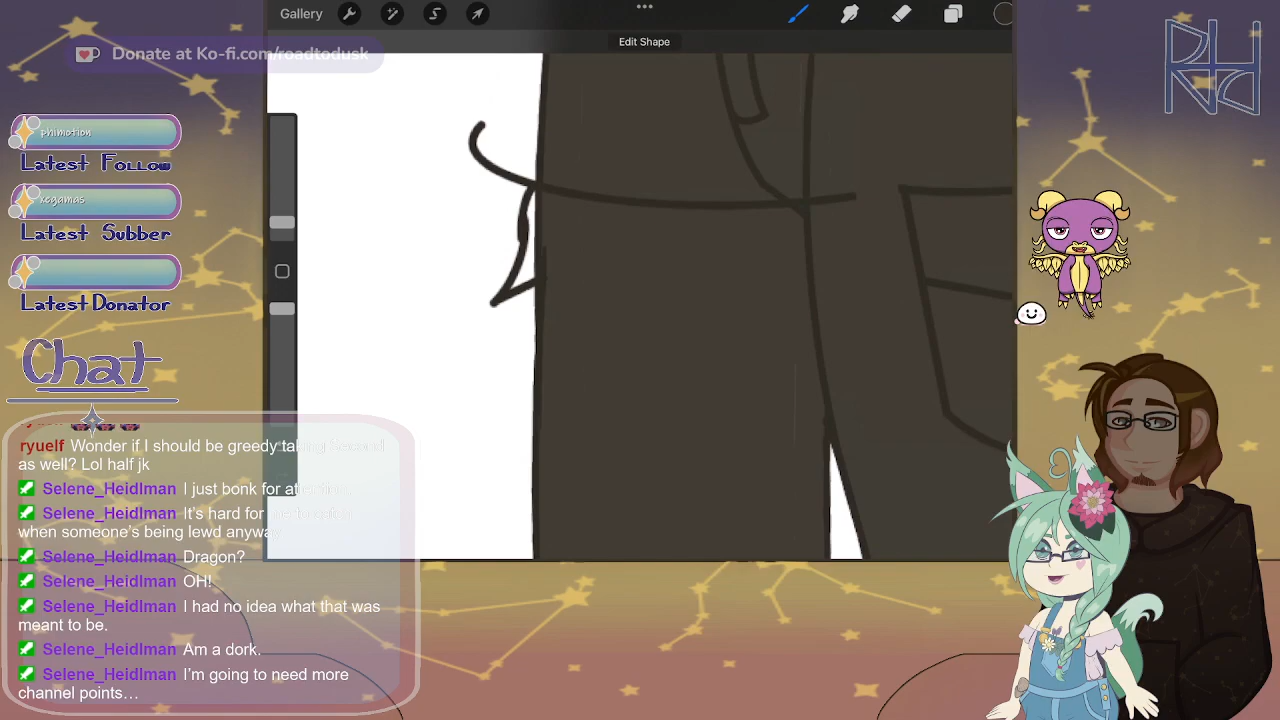 Gallery
Edit Shape
Donate at Ko-fi.com/roadtodusk
phimotion
Latest Follow
xegamas
Latest Subber
Latest Donator
Chat
ryuelf Wonder if I should be greedy taking Second
as well? Lol half jk
Selene_Heidlman I just bonk for attention.
Selene_Heidlman It's hard for
when someone's being lewd anyway
Selene_Heidlman Dragon?
Selene_Heidlman OH!
Selene_Heidlman I had no idea what that was
meant to be.
Selene_Heidlman Am a dork.
Selene_Heidlman I'm going to need more
channel points…